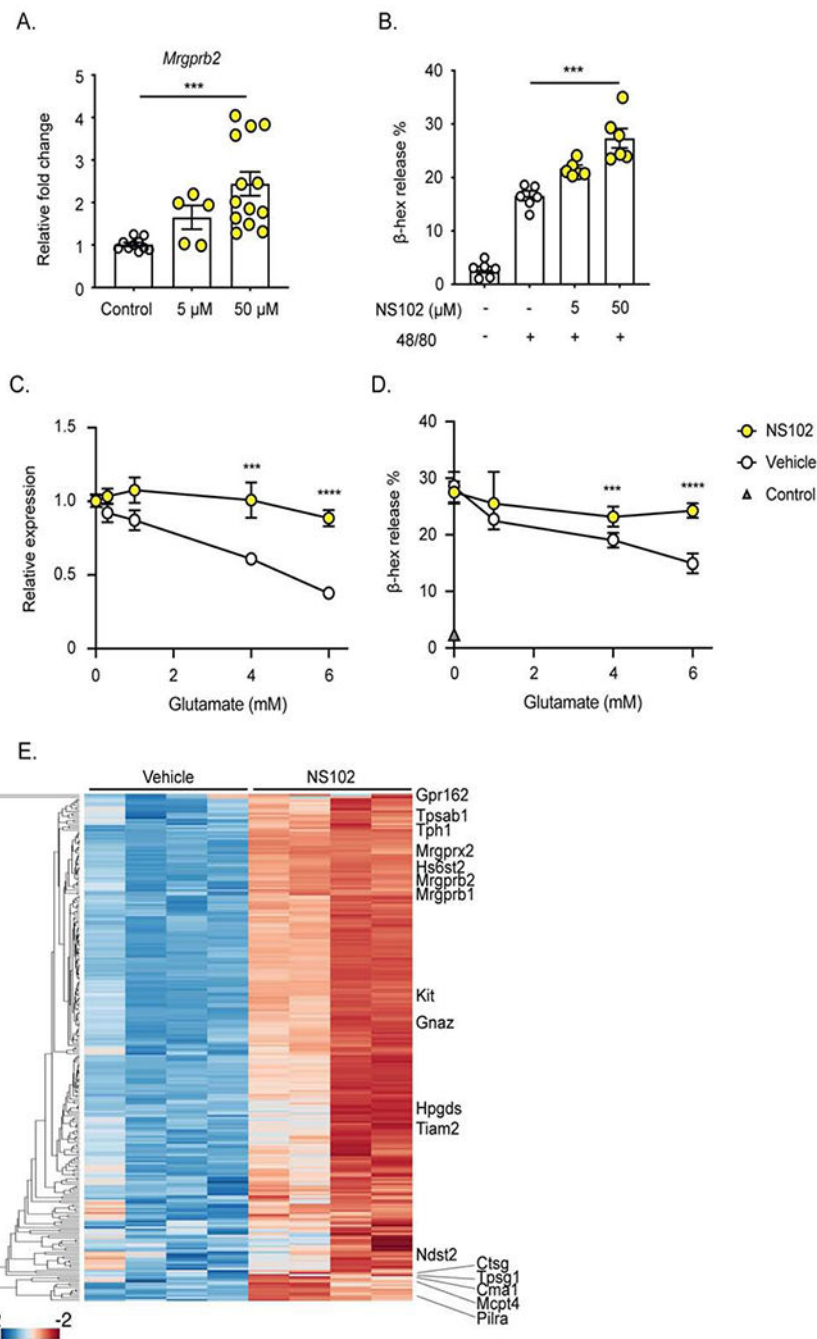 A.
B.
Mrgprb2
***
Relative fold change
5
4
3
2
1
0
Control 5 µM 50 µM
***
β-hex release %
40
30
20
10
0
NS102 (µM) - - 5 50
48/80 - + + +
C.
D.
1.5
1.0
0.5
0
Relative expression
***
****
0 2 4 6
Glutamate (mM)
40
30
20
10
0
β-hex release %
***
****
0 2 4 6
Glutamate (mM)
NS102
Vehicle
Control
E.
Vehicle NS102
Gpr162
Tpsab1
Tph1
Mrgprx2
Hs6st2
Mrgprb2
Mrgprb1
Kit
Gnaz
Hpgds
Tiam2
Ndst2
Ctsg
Tpsg1
Cma1
Mcpt4
Pilra
-2